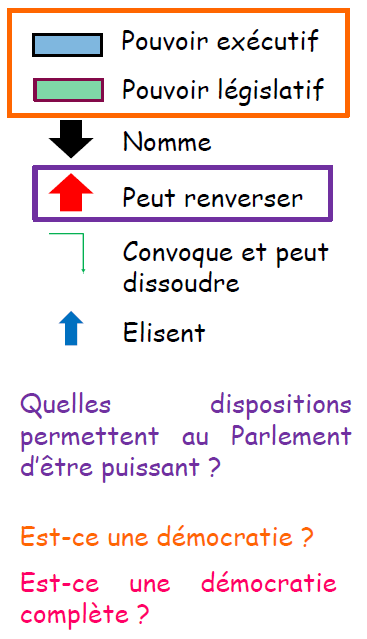 Pouvoir exécutif
Pouvoir législatif
Nomme
Peut renverser
Convoque et peut
dissoudre
Elisent
Quelles dispositions
permettent au Parlement
d'être puissant ?
Est-ce une démocratie ?
Est-ce une démocratie
complète ?